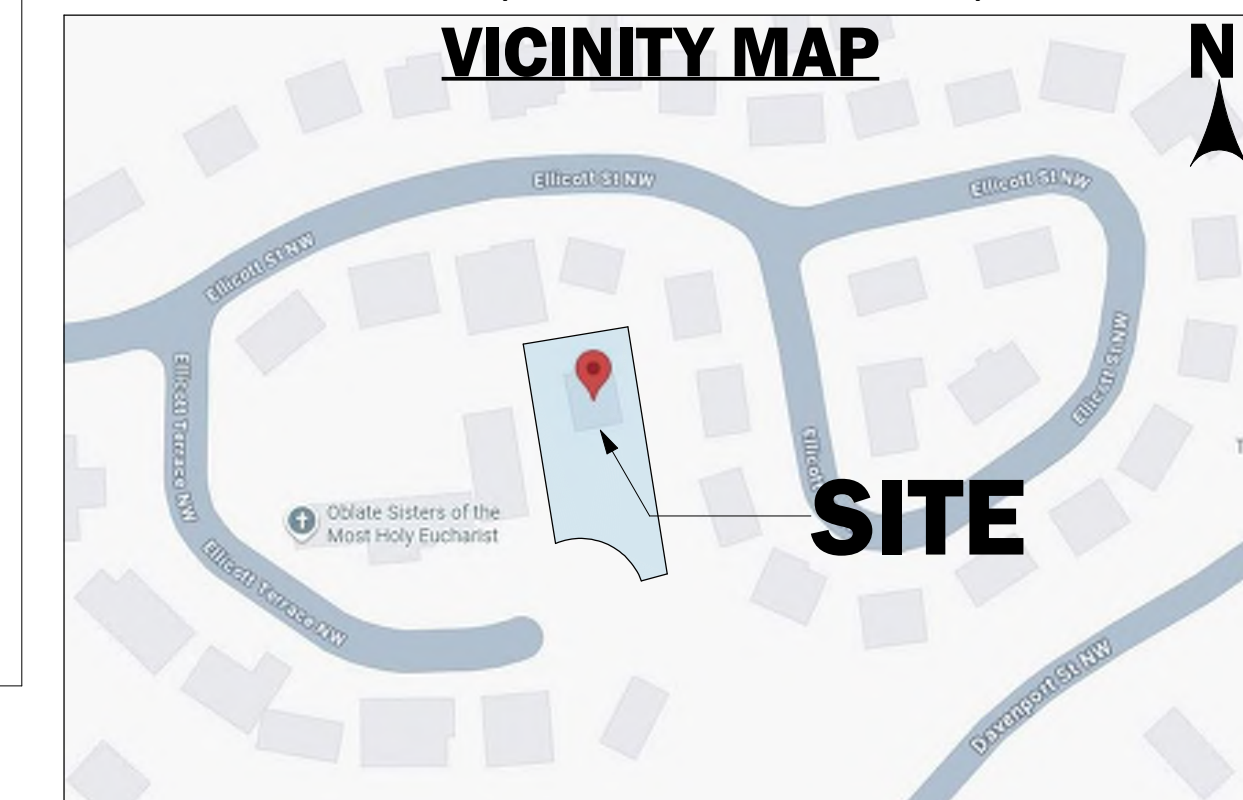 VICINITY MAP
N
Ellicott St NW
Ellicott St NW
Ellicott St NW
Ellicott St NW
Ellicott Terrace NW
Ellicott
SITE
Oblate Sisters of the
Most Holy Eucharist
Ellicott Terrace NW
Davenport St NW